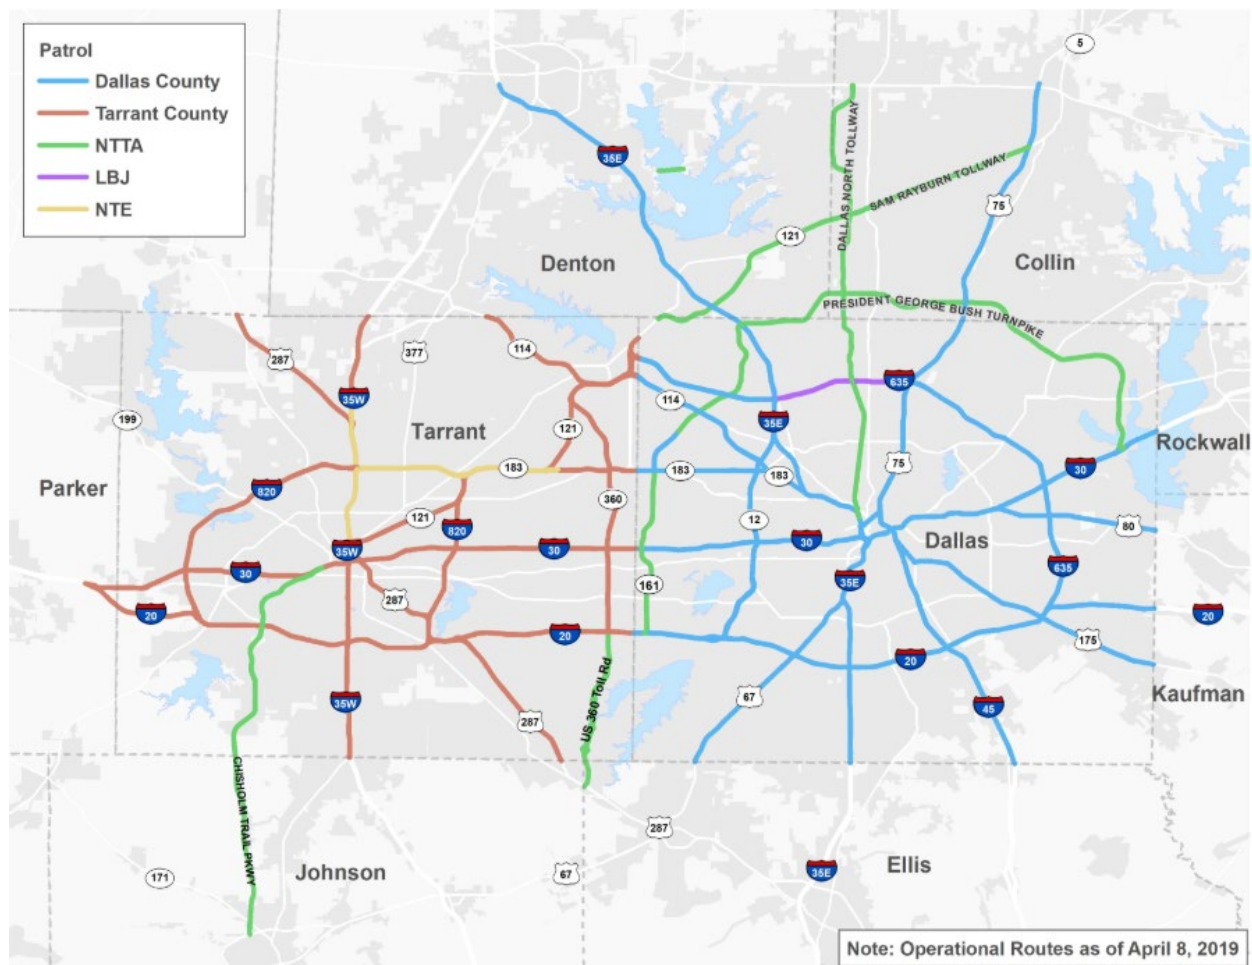 Patrol
Dallas County
Tarrant County
NTTA
LBJ
NTE
5
35E
DALLAS NORTH TOLLWAY
SAM RAYBURN TOLLWAY
75
121
Denton
Collin
PRESIDENT GEORGE BUSH TURNPIKE
287
377
114
35W
114
635
199
Tarrant
121
35E
Rockwall
Parker
820
183
183
183
75
30
360
121
820
12
80
35W
30
30
Dallas
30
161
35E
635
20
287
20
20
175
20
67
Kaufman
35W
287
US 360 Toll Rd
45
CHISHOLM TRAIL PKWY
287
Johnson
171
67
35E
Ellis
Note: Operational Routes as of April 8, 2019